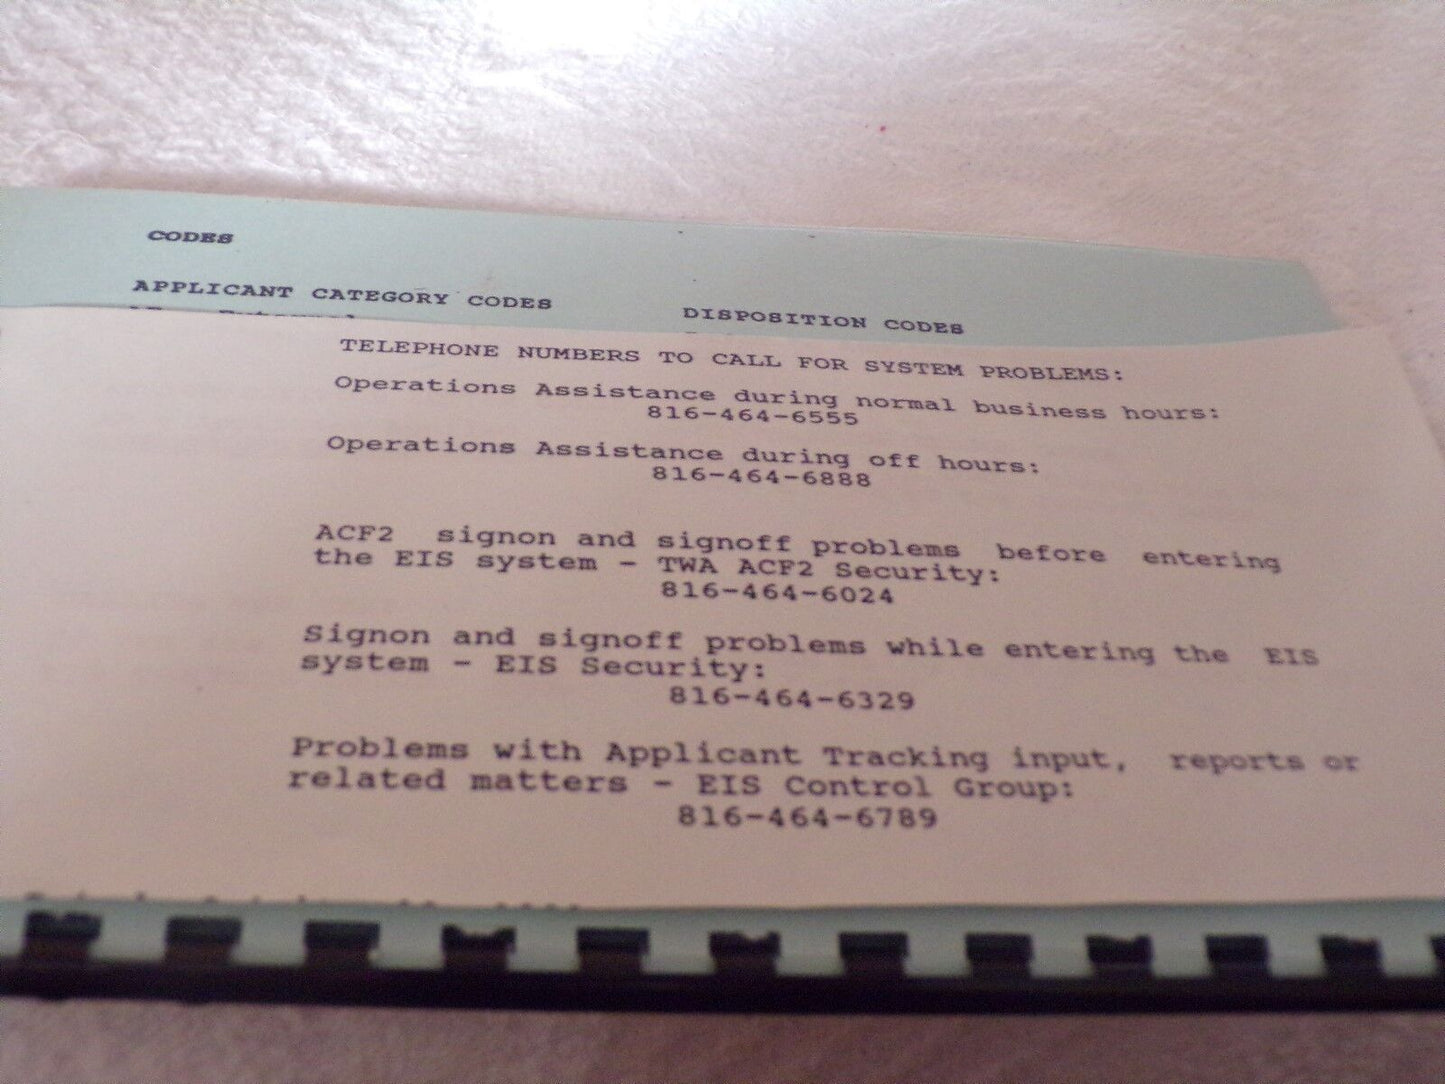 CODES
APPLICANT CATEGORY CODES
DISPOSITION CODES
TELEPHONE NUMBERS TO CALL FOR SYSTEM PROBLEMS:
Operations Assistance during normal business hours:
816-464-6555
Operations Assistance during off hours:
816-464-6888
ACF2 signon and signoff problems before entering
the EIS system - TWA ACF2 Security:
816-464-6024
Signon and signoff problems while entering the EIS
system - EIS Security:
816-464-6329
Problems with Applicant Tracking input, reports or
related matters - EIS Control Group:
816-464-6789